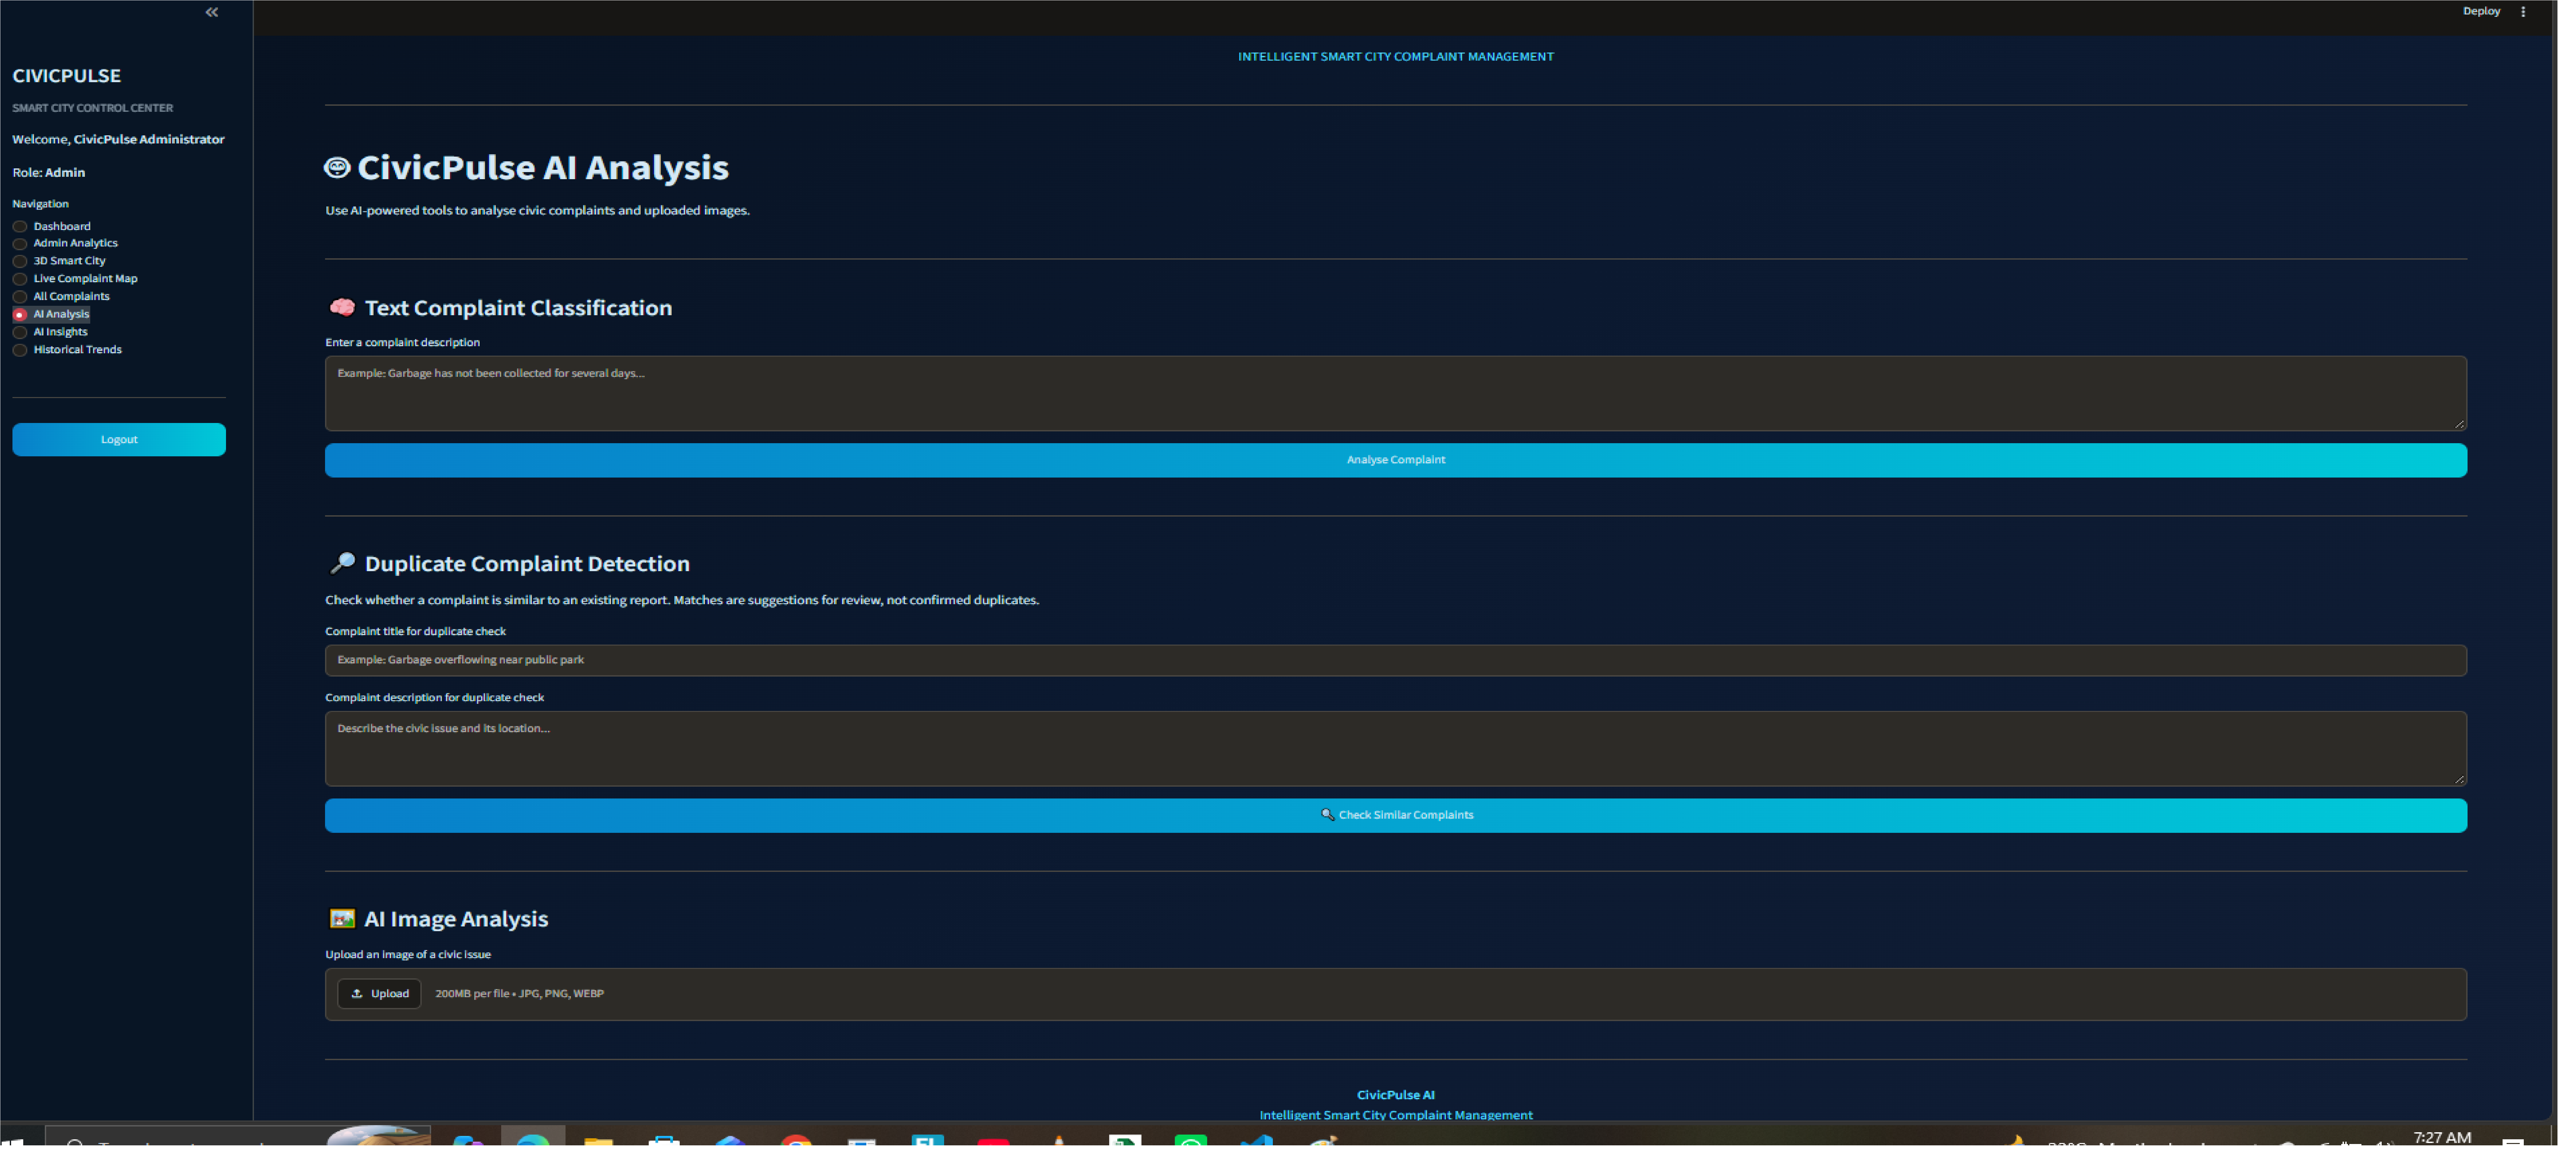 Deploy
CIVICPULSE
SMART CITY CONTROL CENTER
Welcome, CivicPulse Administrator
Role: Admin
Navigation
Dashboard
Admin Analytics
3D Smart City
Live Complaint Map
All Complaints
AI Analysis
AI Insights
Historical Trends
Logout
INTELLIGENT SMART CITY COMPLAINT MANAGEMENT
CivicPulse AI Analysis
Use AI-powered tools to analyse civic complaints and uploaded images.
Text Complaint Classification
Enter a complaint description
Example: Garbage has not been collected for several days...
Analyse Complaint
Duplicate Complaint Detection
Check whether a complaint is similar to an existing report. Matches are suggestions for review, not confirmed duplicates.
Complaint title for duplicate check
Example: Garbage overflowing near public park
Complaint description for duplicate check
Describe the civic issue and its location...
Check Similar Complaints
AI Image Analysis
Upload an image of a civic issue
Upload
200MB per file • JPG, PNG, WEBP
CivicPulse AI
Intelligent Smart City Complaint Management
7:27 AM